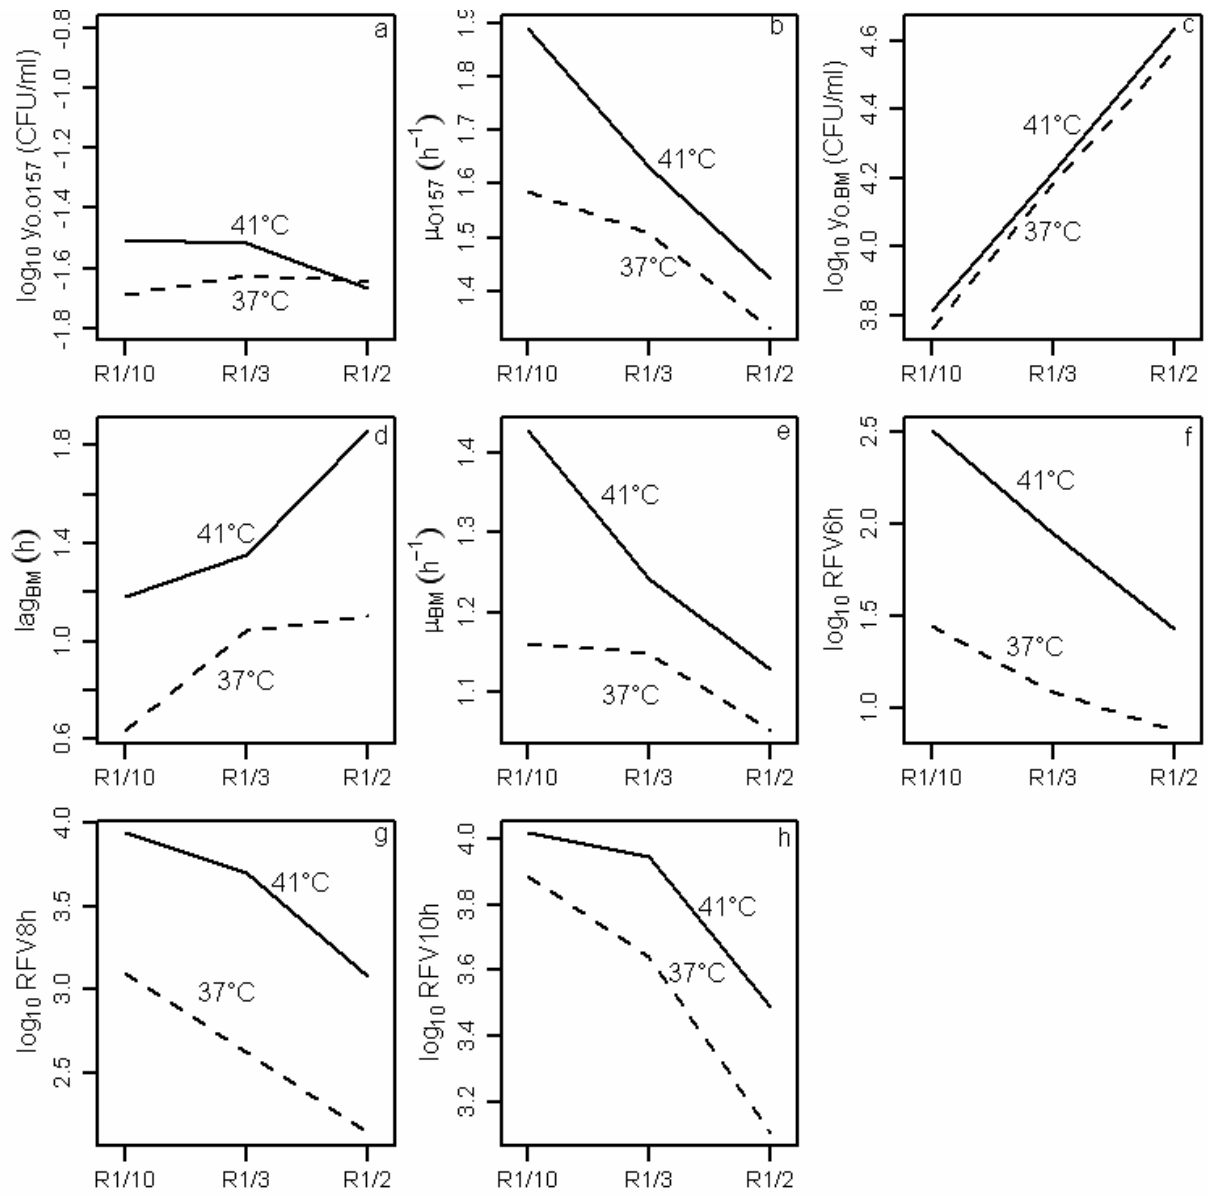 a
log10 yo.O157 (CFU/ml)
-0.8
-1.0
-1.2
-1.4
-1.6
-1.8
41°C
37°C
R1/10 R1/3 R1/2
b
μO157 (h−1)
1.9
1.8
1.7
1.6
1.5
1.4
41°C
37°C
R1/10 R1/3 R1/2
c
log10 yo.BM (CFU/ml)
4.6
4.4
4.2
4.0
3.8
41°C
37°C
R1/10 R1/3 R1/2
d
lagBM (h)
1.8
1.4
1.0
0.6
41°C
37°C
R1/10 R1/3 R1/2
e
μBM (h−1)
1.4
1.3
1.2
1.1
41°C
37°C
R1/10 R1/3 R1/2
f
log10 RFV6h
2.5
2.0
1.5
1.0
41°C
37°C
R1/10 R1/3 R1/2
g
log10 RFV8h
4.0
3.5
3.0
2.5
41°C
37°C
R1/10 R1/3 R1/2
h
log10 RFV10h
4.0
3.8
3.6
3.4
3.2
41°C
37°C
R1/10 R1/3 R1/2